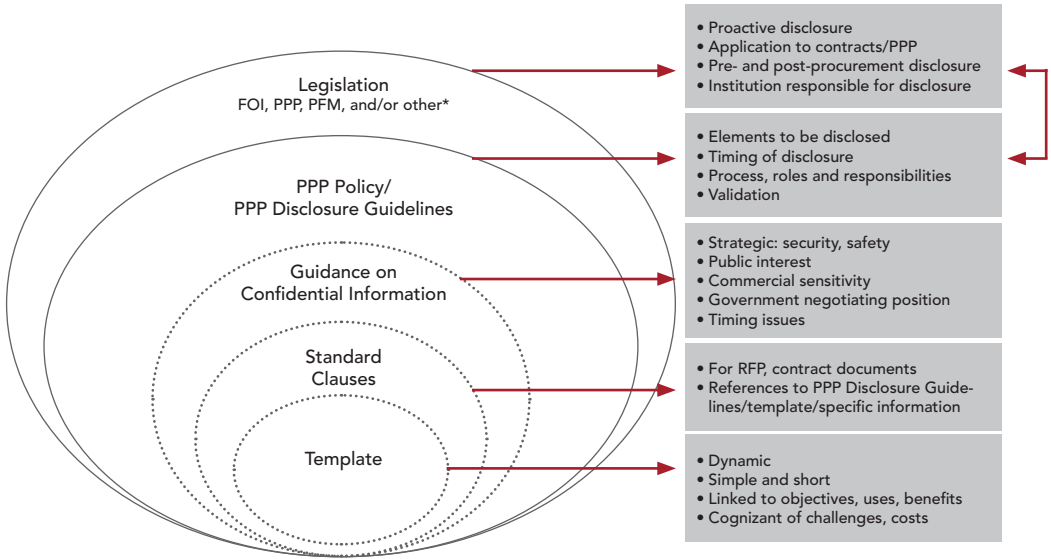 Legislation
FOI, PPP, PFM, and/or other*
PPP Policy/
PPP Disclosure Guidelines
Guidance on
Confidential Information
Standard
Clauses
Template
• Proactive disclosure
• Application to contracts/PPP
• Pre- and post-procurement disclosure
• Institution responsible for disclosure
• Elements to be disclosed
• Timing of disclosure
• Process, roles and responsibilities
• Validation
• Strategic: security, safety
• Public interest
• Commercial sensitivity
• Government negotiating position
• Timing issues
• For RFP, contract documents
• References to PPP Disclosure Guide-
lines/template/specific information
• Dynamic
• Simple and short
• Linked to objectives, uses, benefits
• Cognizant of challenges, costs